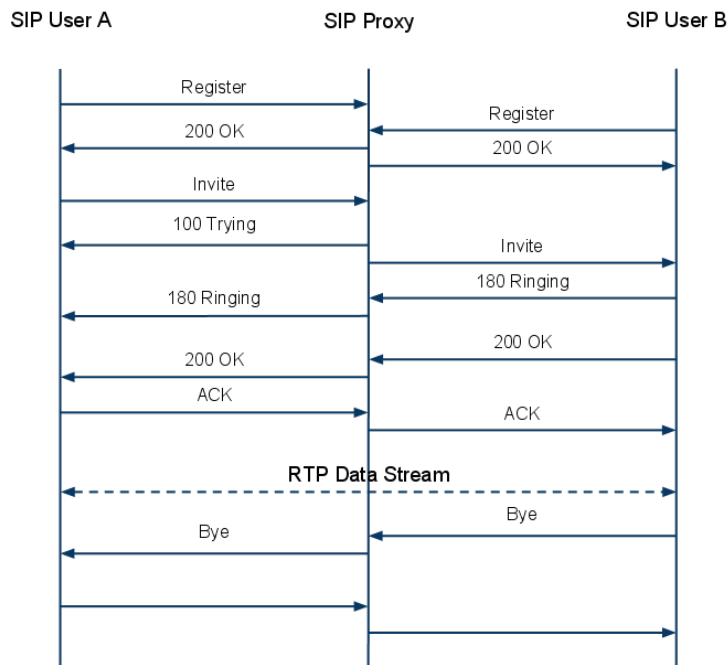 SIP User A
SIP Proxy
SIP User B
Register
Register
200 OK
200 OK
Invite
100 Trying
Invite
180 Ringing
180 Ringing
200 OK
200 OK
ACK
ACK
RTP Data Stream
Bye
Bye